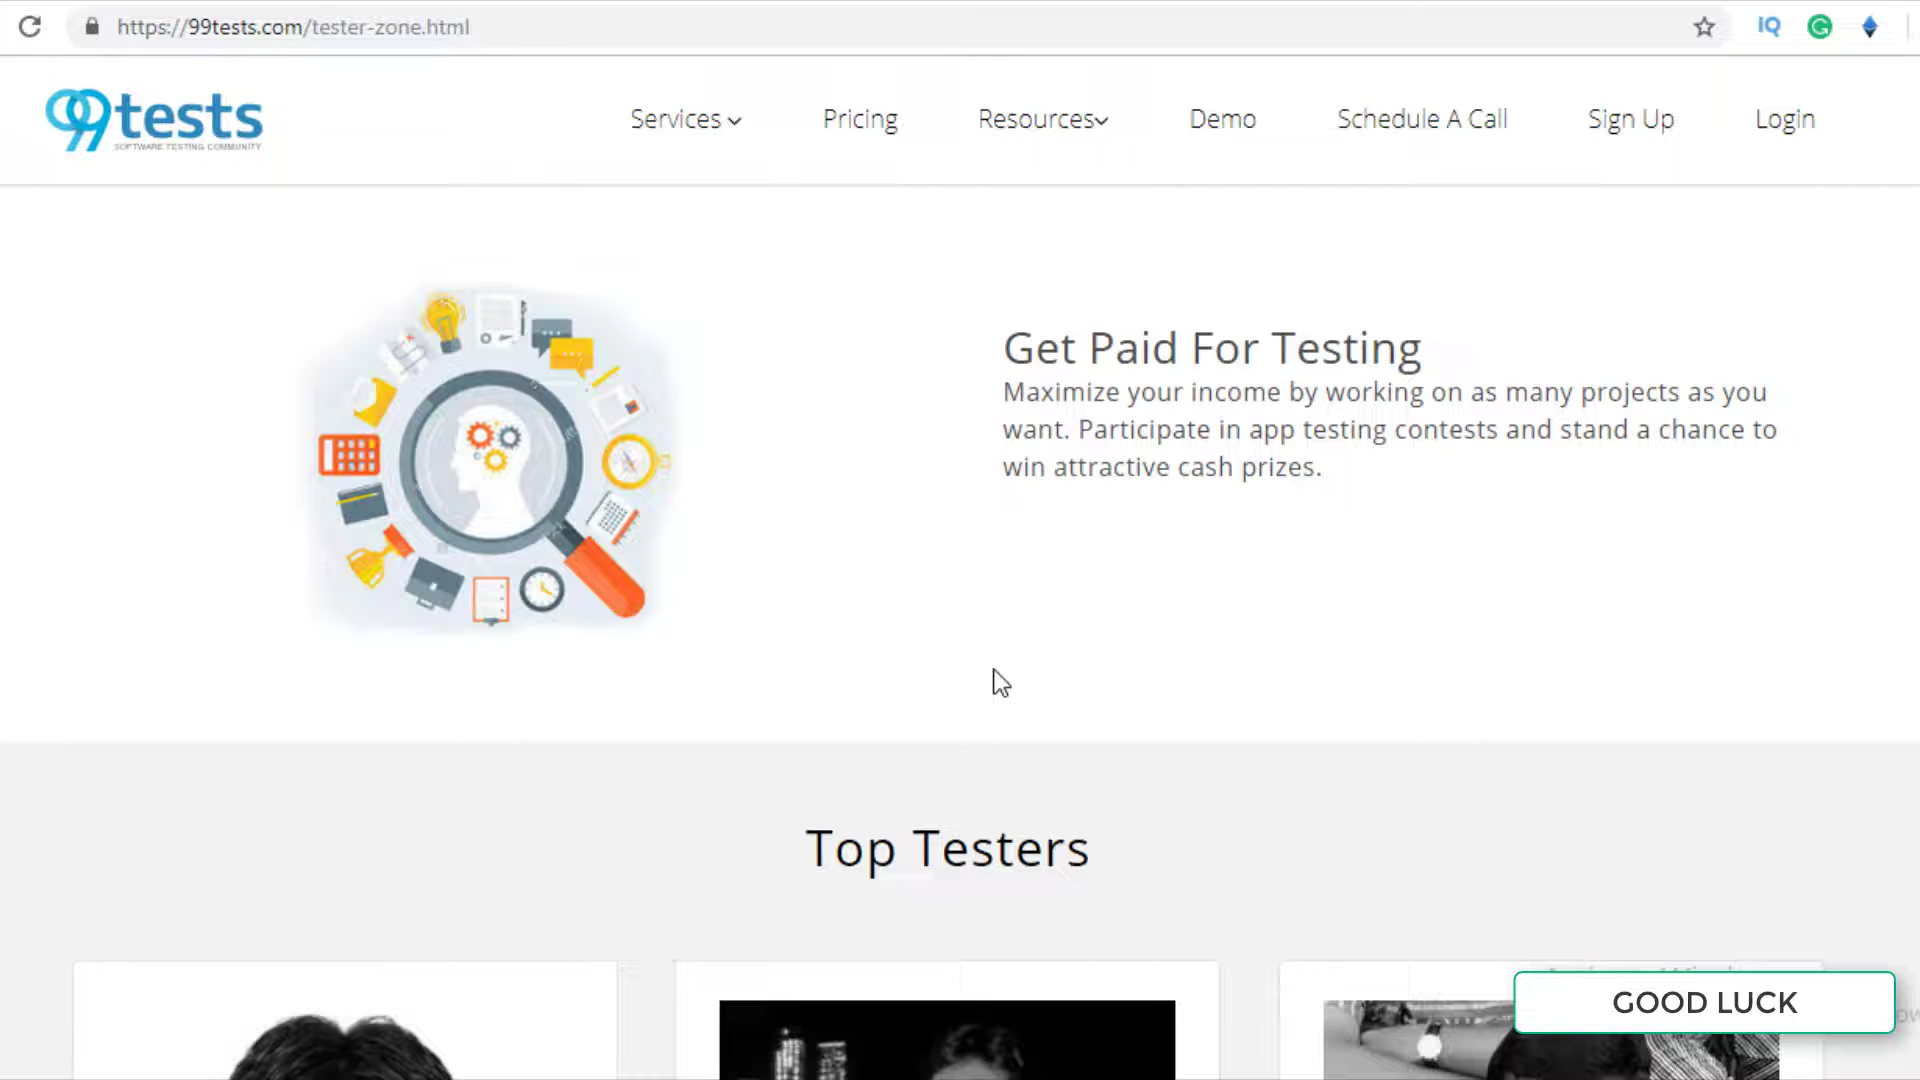 https://99tests.com/tester-zone.html
IQ
99tests
SOFTWARE TESTING COMMUNITY
Services
Pricing
Resources
Demo
Schedule A Call
Sign Up
Login
Get Paid For Testing
Maximize your income by working on as many projects as you
want. Participate in app testing contests and stand a chance to
win attractive cash prizes.
Top Testers
GOOD LUCK